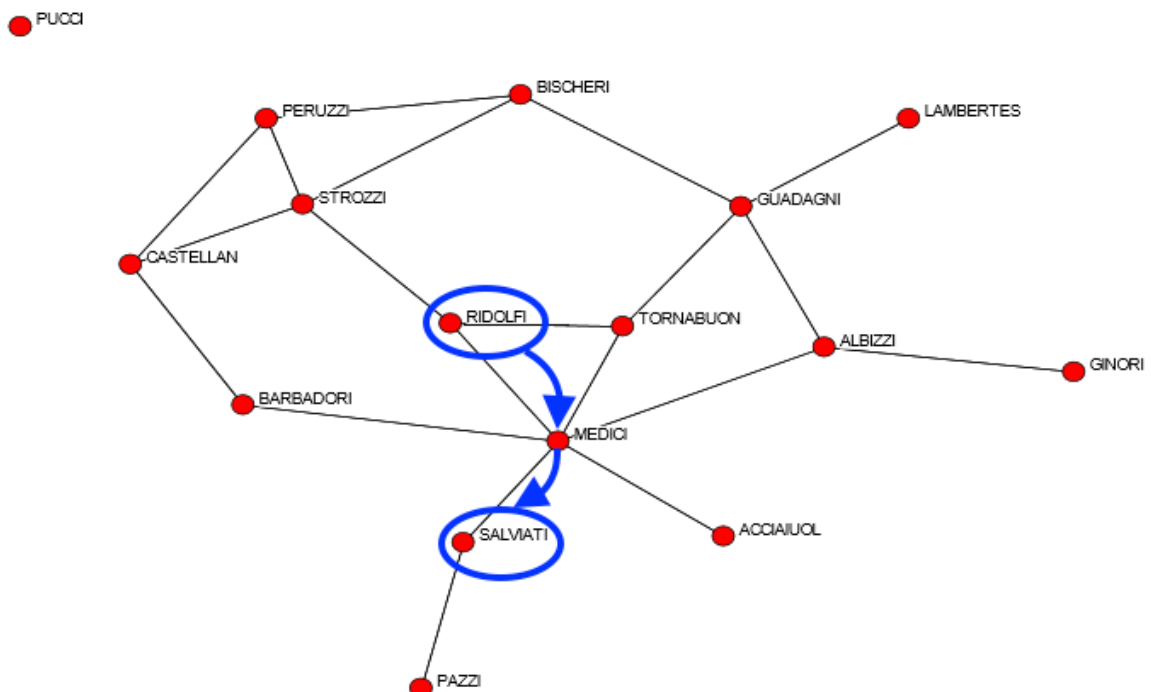 PUCCI
BISCHERI
PERUZZI
LAMBERTES
STROZZI
GUADAGNI
CASTELLAN
RIDOLFI
TORNABUON
ALBIZZI
GINORI
BARBADORI
MEDICI
SALVIATI
ACCIAIUOL
PAZZI